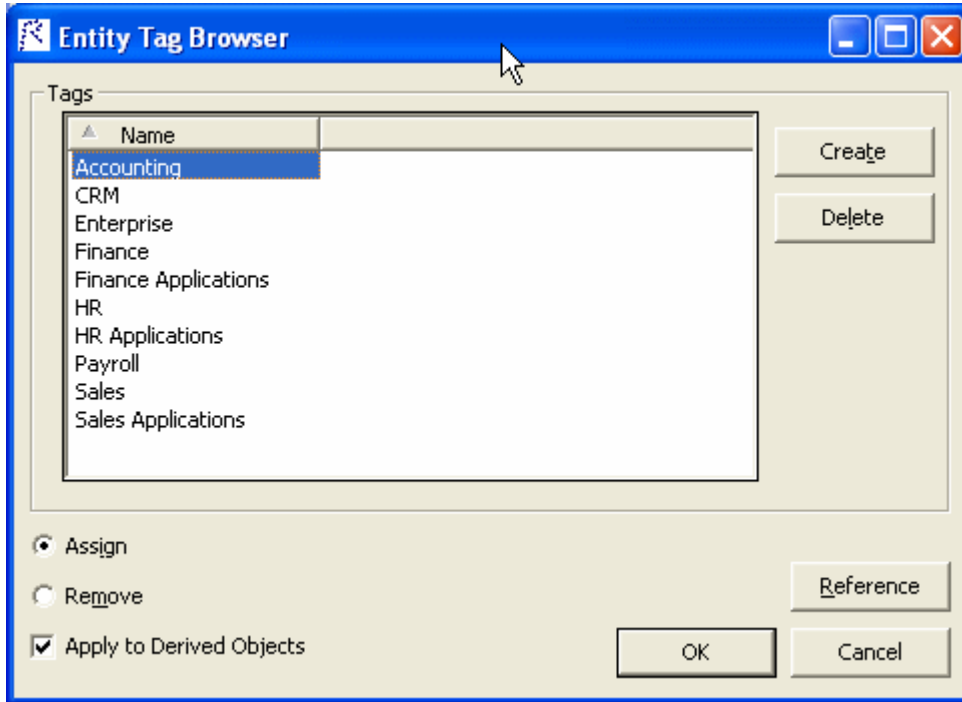 Entity Tag Browser
Tags
Name
Accounting
CRM
Enterprise
Finance
Finance Applications
HR
HR Applications
Payroll
Sales
Sales Applications
Create
Delete
Assign
Remove
Apply to Derived Objects
Reference
OK
Cancel